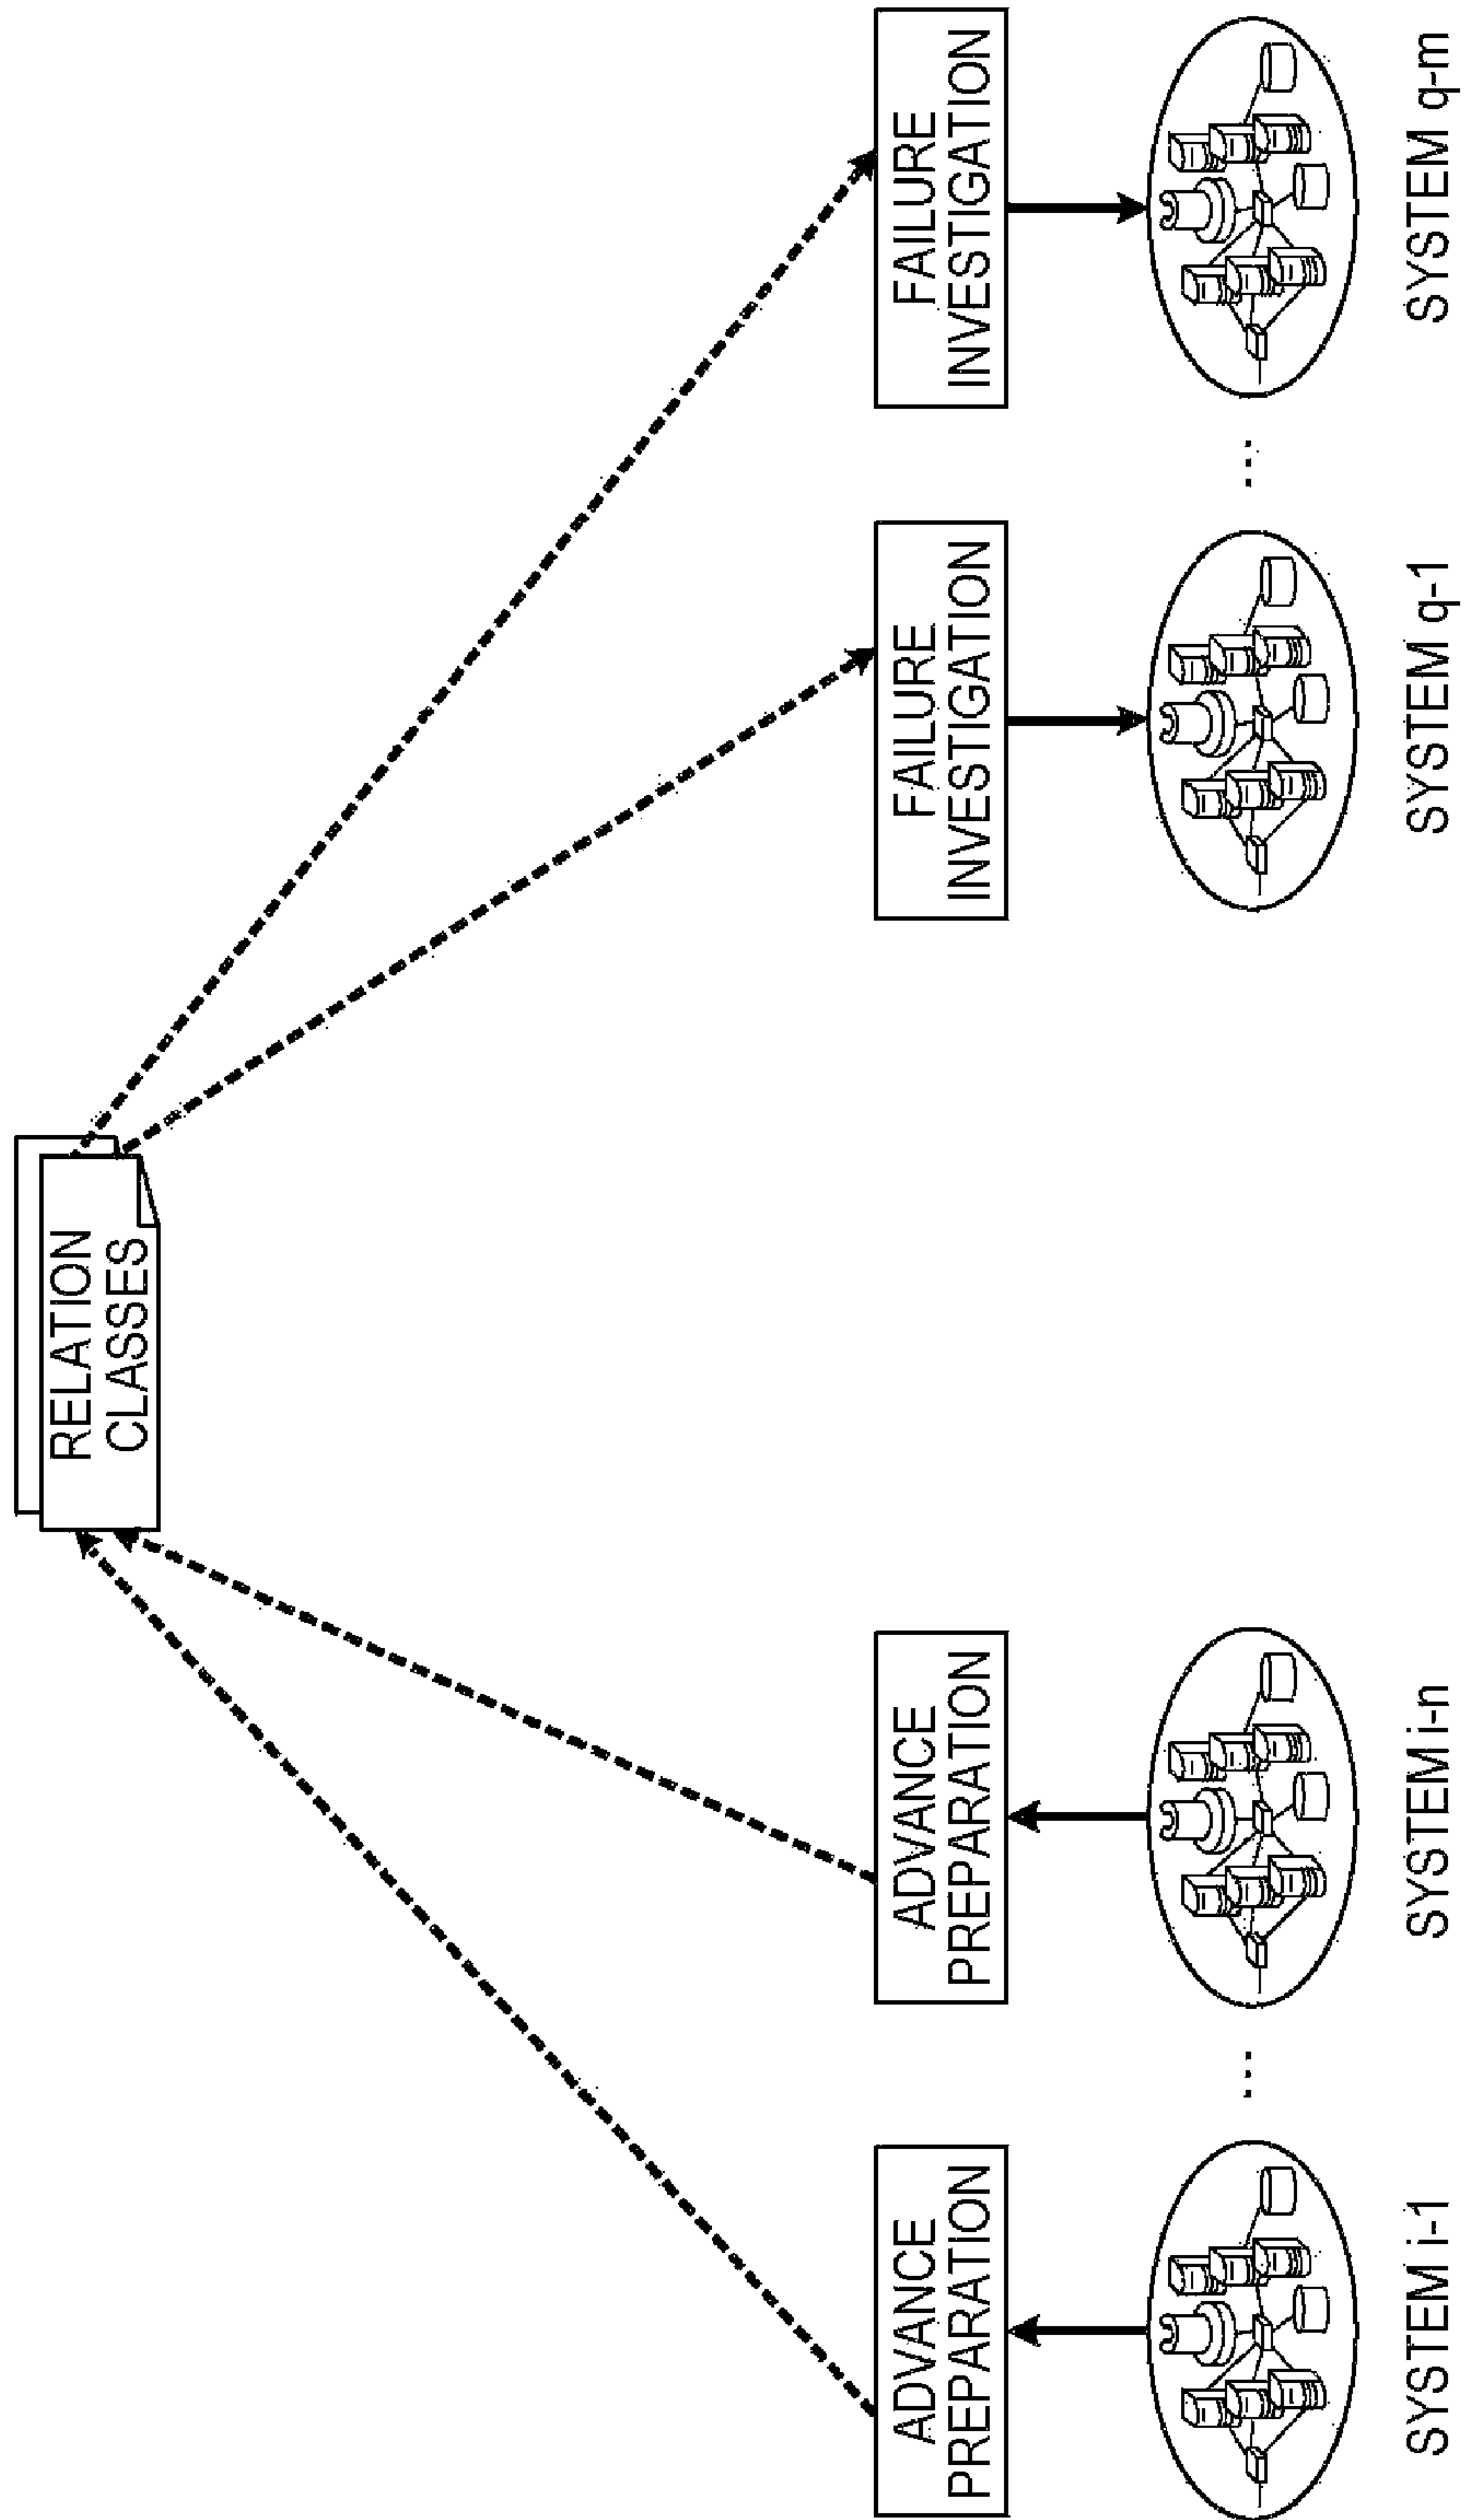 RELATION
CLASSES
ADVANCE
PREPARATION
ADVANCE
PREPARATION
FAILURE
INVESTIGATION
FAILURE
INVESTIGATION
...
...
SYSTEM i-1
SYSTEM i-n
SYSTEM q-1
SYSTEM q-m